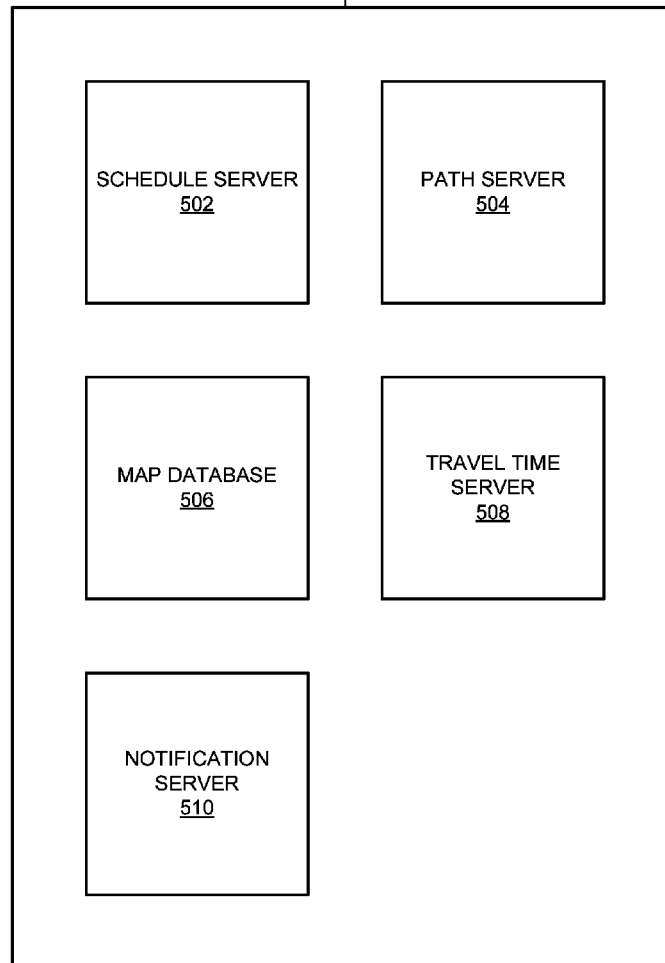 SCHEDULE SERVER
502
PATH SERVER
504
MAP DATABASE
506
TRAVEL TIME
SERVER
508
NOTIFICATION
SERVER
510